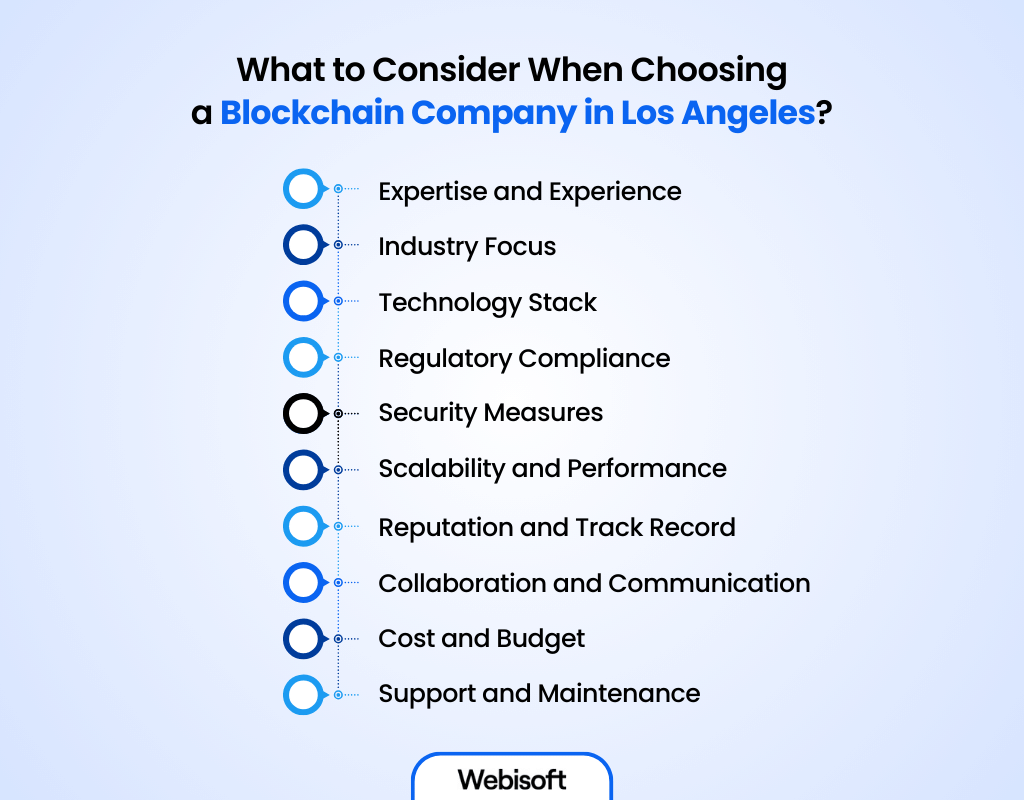 What to Consider When Choosing
a Blockchain Company in Los Angeles?
Expertise and Experience
Industry Focus
Technology Stack
Regulatory Compliance
Security Measures
Scalability and Performance
Reputation and Track Record
Collaboration and Communication
Cost and Budget
Support and Maintenance
Webisoft